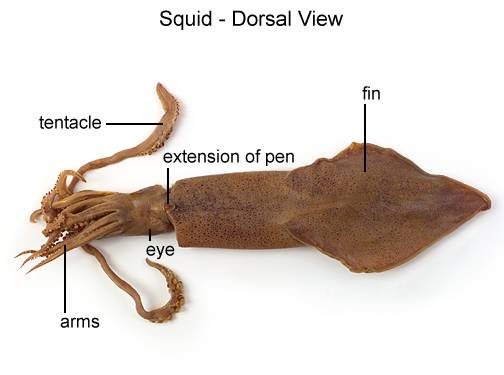 Squid - Dorsal View
fin
tentacle
extension of pen
eye
arms